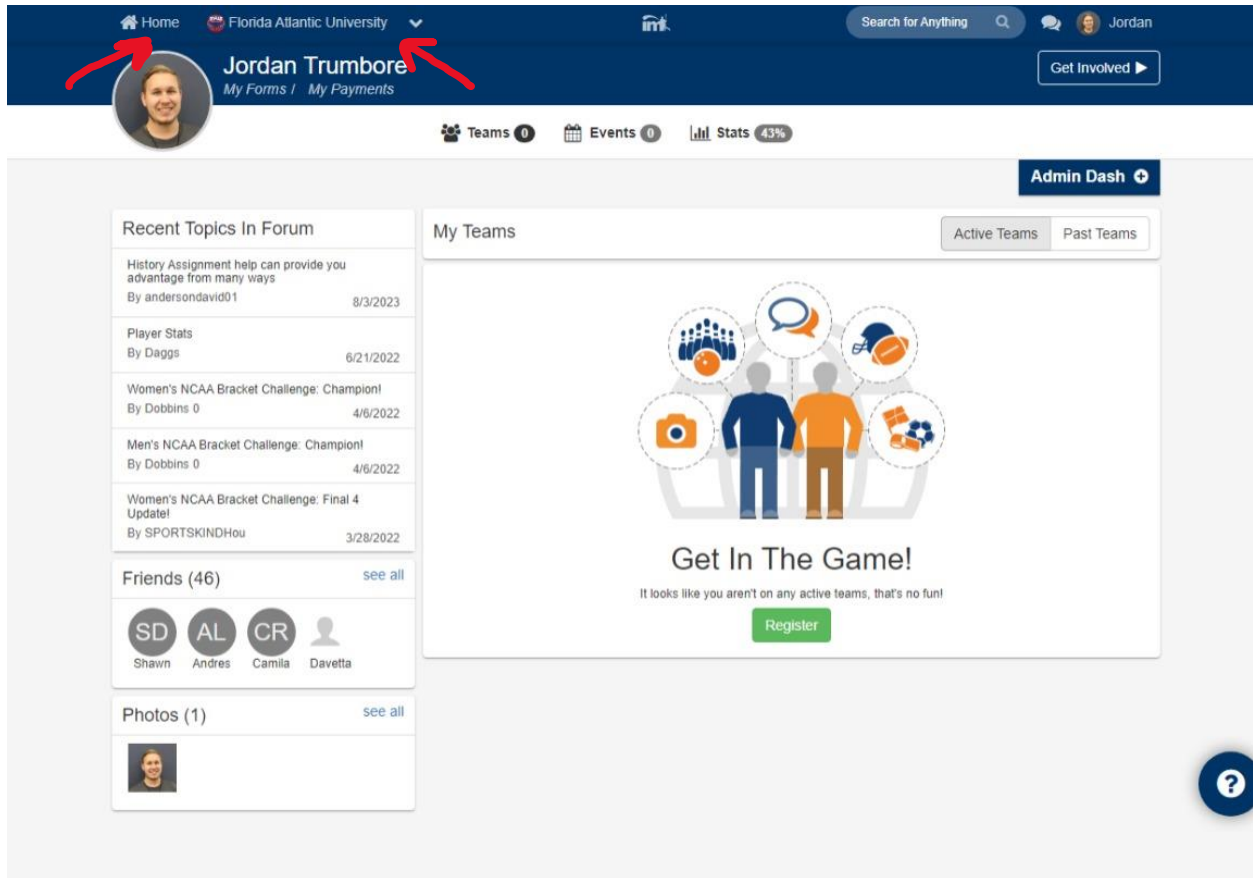 Home Florida Atlantic University im. Search for Anything Jordan
Jordan Trumbore
My Forms / My Payments
Get Involved
Teams 0 Events 0 Stats 43%
Admin Dash
Recent Topics In Forum
History Assignment help can provide you
advantage from many ways
By andersondavid01 8/3/2023
Player Stats
By Daggs 6/21/2022
Women's NCAA Bracket Challenge: Champion!
By Dobbins 0 4/6/2022
Men's NCAA Bracket Challenge: Champion!
By Dobbins 0 4/6/2022
Women's NCAA Bracket Challenge: Final 4
Update!
By SPORTSKINDHou 3/28/2022
Friends (46) see all
SD AL CR
Shawn Andres Camila Davetta
Photos (1) see all
My Teams Active Teams Past Teams
Get In The Game!
It looks like you aren't on any active teams, that's no fun!
Register
?